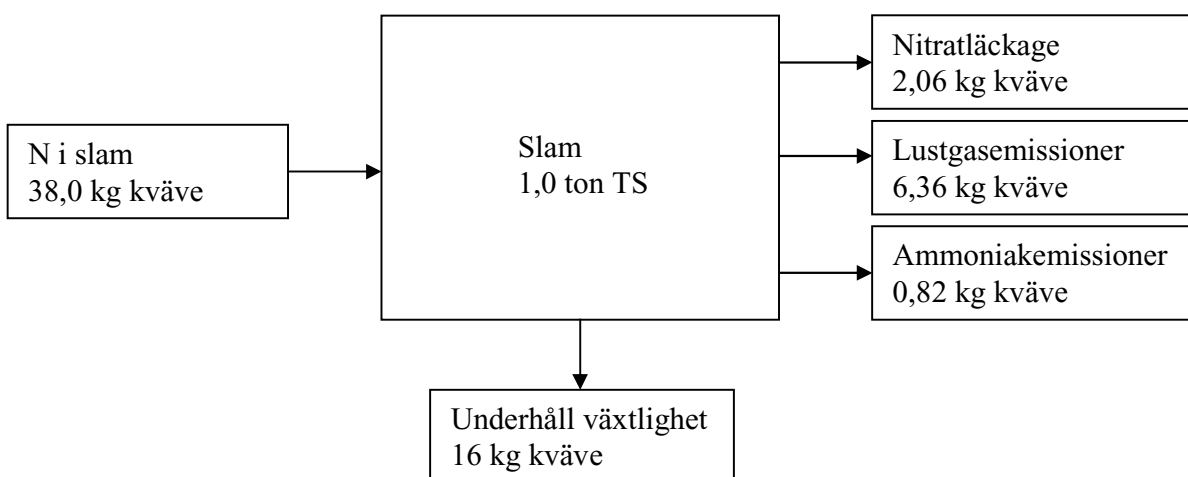 N i slam
38,0 kg kväve
Slam
1,0 ton TS
Nitratläckage
2,06 kg kväve
Lustgasemissioner
6,36 kg kväve
Ammoniakemissioner
0,82 kg kväve
Underhåll växtlighet
16 kg kväve